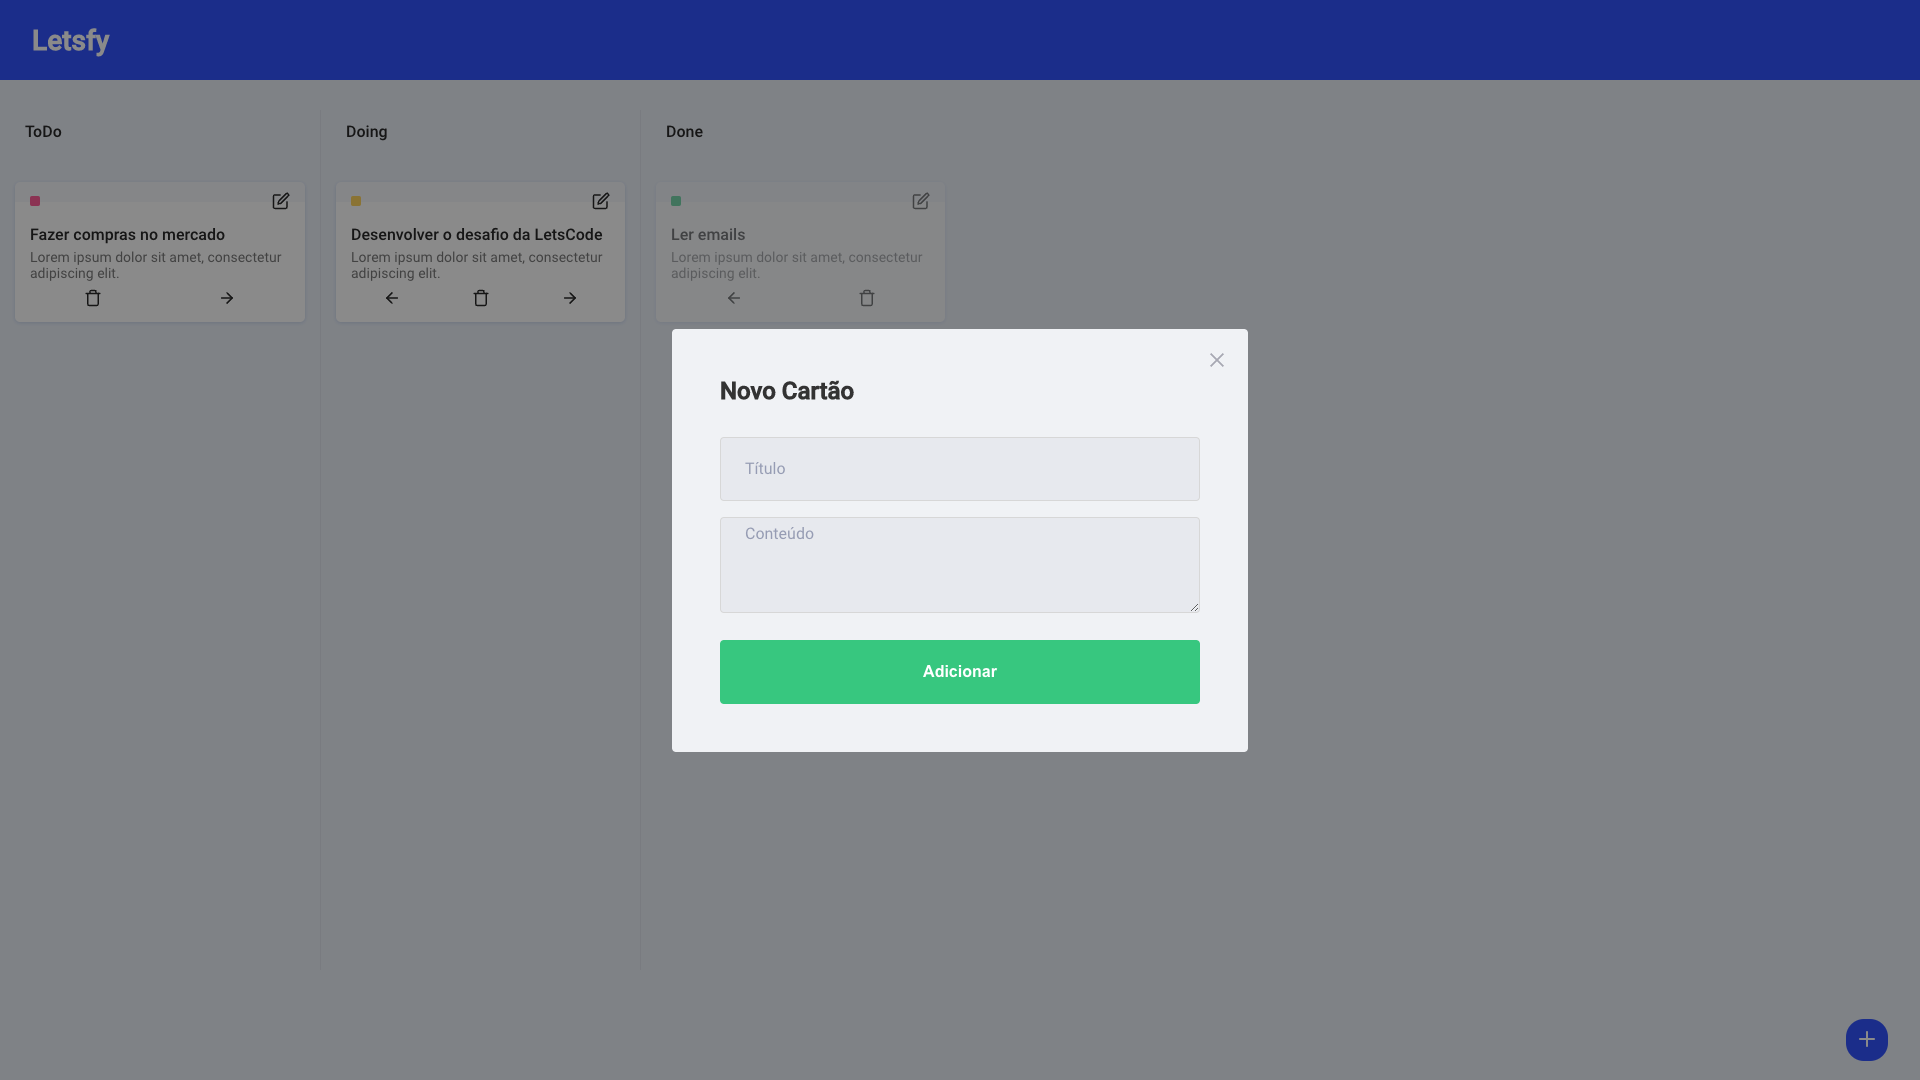 Letsfy
ToDo
Doing
Done
Fazer compras no mercado
Lorem ipsum dolor sit amet, consectetur
adipiscing elit.
Desenvolver o desafio da LetsCode
Lorem ipsum dolor sit amet, consectetur
adipiscing elit.
Ler emails
Lorem ipsum dolor sit amet, consectetur
adipiscing elit.
Novo Cartão
Título
Conteúdo
Adicionar